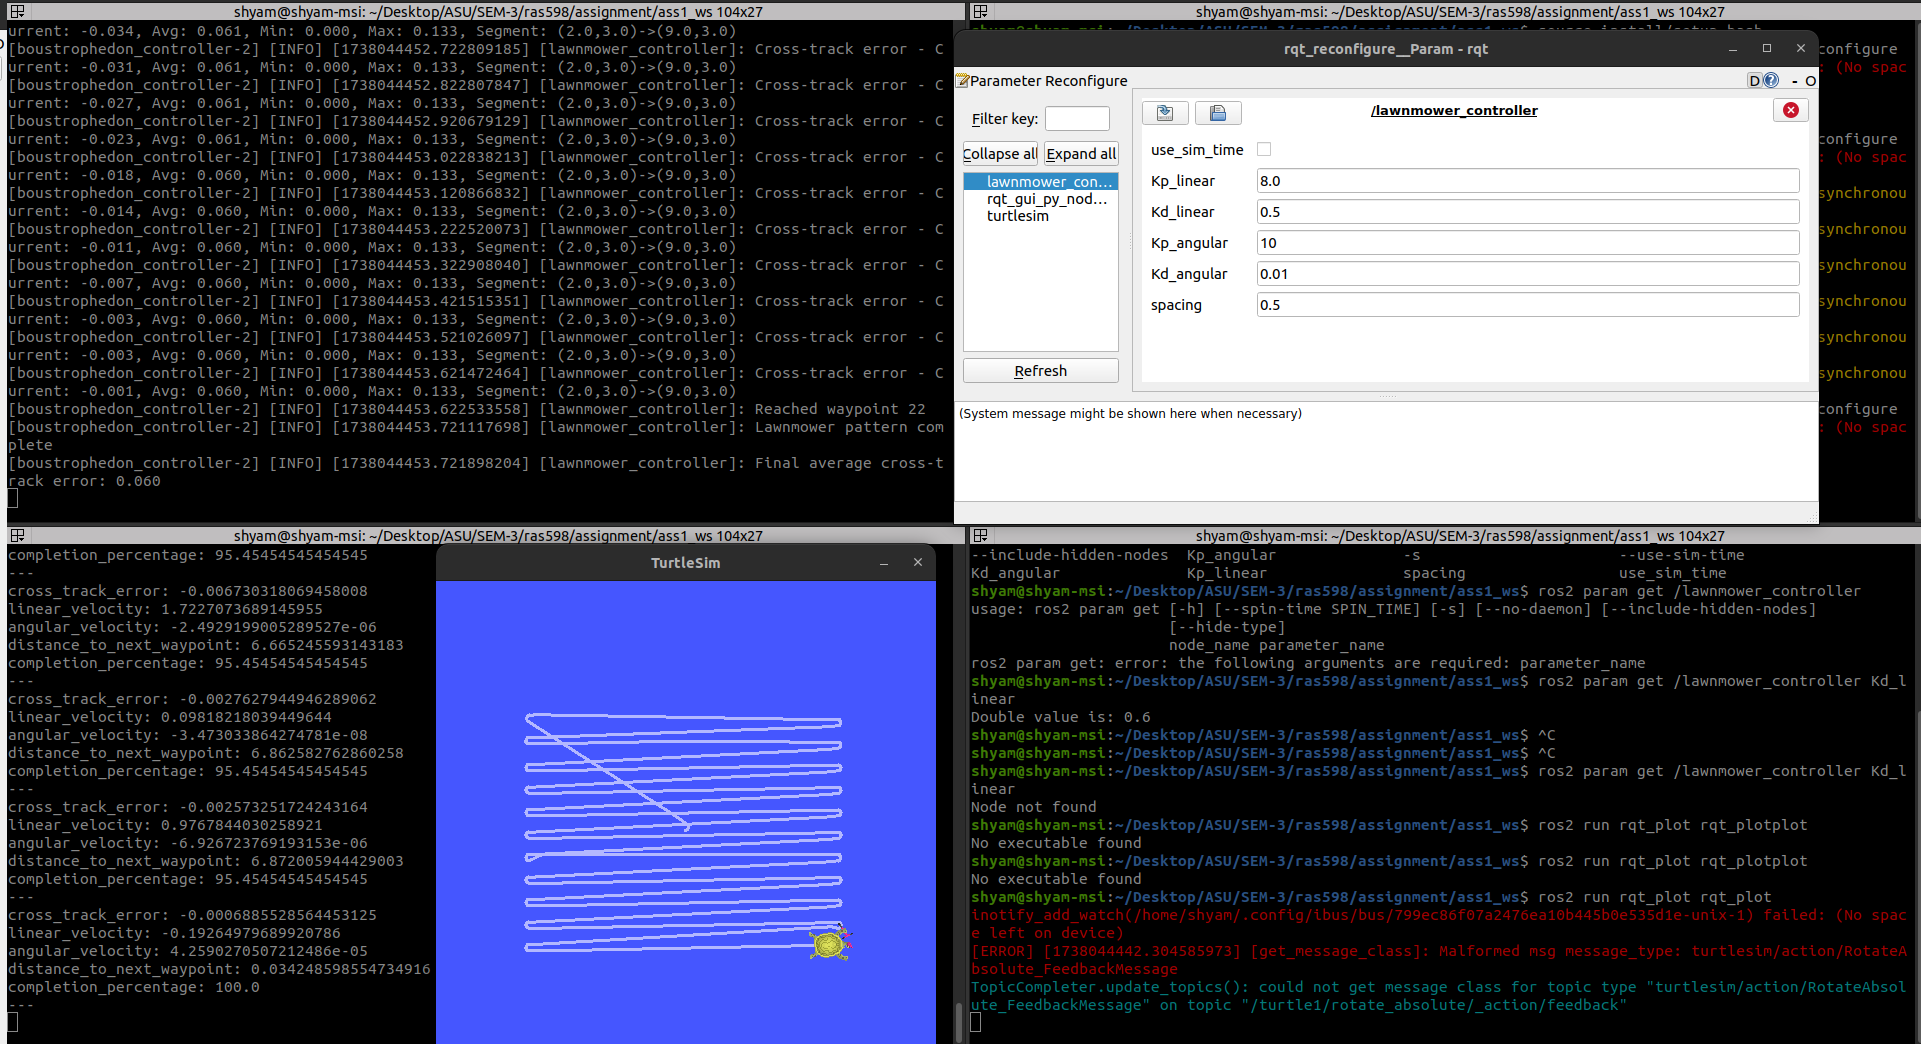 shyam@shyam-msi: ~/Desktop/ASU/SEM-3/ras598/assignment/ass1_ws 104x27
urrent: -0.034, Avg: 0.061, Min: 0.000, Max: 0.133, Segment: (2.0,3.0)->(9.0,3.0)
[boustrophedon_controller-2] [INFO] [1738044452.722809185] [lawnmower_controller]: Cross-track error - C
urrent: -0.031, Avg: 0.061, Min: 0.000, Max: 0.133, Segment: (2.0,3.0)->(9.0,3.0)
[boustrophedon_controller-2] [INFO] [1738044452.822807847] [lawnmower_controller]: Cross-track error - C
urrent: -0.027, Avg: 0.061, Min: 0.000, Max: 0.133, Segment: (2.0,3.0)->(9.0,3.0)
[boustrophedon_controller-2] [INFO] [1738044452.920679129] [lawnmower_controller]: Cross-track error - C
urrent: -0.023, Avg: 0.061, Min: 0.000, Max: 0.133, Segment: (2.0,3.0)->(9.0,3.0)
[boustrophedon_controller-2] [INFO] [1738044453.022838213] [lawnmower_controller]: Cross-track error - C
urrent: -0.018, Avg: 0.060, Min: 0.000, Max: 0.133, Segment: (2.0,3.0)->(9.0,3.0)
[boustrophedon_controller-2] [INFO] [1738044453.120866832] [lawnmower_controller]: Cross-track error - C
urrent: -0.014, Avg: 0.060, Min: 0.000, Max: 0.133, Segment: (2.0,3.0)->(9.0,3.0)
[boustrophedon_controller-2] [INFO] [1738044453.222520073] [lawnmower_controller]: Cross-track error - C
urrent: -0.011, Avg: 0.060, Min: 0.000, Max: 0.133, Segment: (2.0,3.0)->(9.0,3.0)
[boustrophedon_controller-2] [INFO] [1738044453.322908040] [lawnmower_controller]: Cross-track error - C
urrent: -0.007, Avg: 0.060, Min: 0.000, Max: 0.133, Segment: (2.0,3.0)->(9.0,3.0)
[boustrophedon_controller-2] [INFO] [1738044453.421515351] [lawnmower_controller]: Cross-track error - C
urrent: -0.003, Avg: 0.060, Min: 0.000, Max: 0.133, Segment: (2.0,3.0)->(9.0,3.0)
[boustrophedon_controller-2] [INFO] [1738044453.521026097] [lawnmower_controller]: Cross-track error - C
urrent: -0.003, Avg: 0.060, Min: 0.000, Max: 0.133, Segment: (2.0,3.0)->(9.0,3.0)
[boustrophedon_controller-2] [INFO] [1738044453.621472464] [lawnmower_controller]: Cross-track error - C
urrent: -0.001, Avg: 0.060, Min: 0.000, Max: 0.133, Segment: (2.0,3.0)->(9.0,3.0)
[boustrophedon_controller-2] [INFO] [1738044453.622533558] [lawnmower_controller]: Reached waypoint 22
[boustrophedon_controller-2] [INFO] [1738044453.721117698] [lawnmower_controller]: Lawnmower pattern com
plete
[boustrophedon_controller-2] [INFO] [1738044453.721898204] [lawnmower_controller]: Final average cross-t
rack error: 0.060
shyam@shyam-msi: ~/Desktop/ASU/SEM-3/ras598/assignment/ass1_ws 104x27
rqt_reconfigure__Param - rqt
Parameter Reconfigure
D
- O
Filter key:
Collapse all
Expand all
lawnmower_con...
rqt_gui_py_nod...
turtlesim
Refresh
/lawnmower_controller
use_sim_time
Kp_linear 8.0
Kd_linear 0.5
Kp_angular 10
Kd_angular 0.01
spacing 0.5
(System message might be shown here when necessary)
configure
: (No spac
configure
: (No spac
synchronou
synchronou
synchronou
synchronou
synchronou
configure
: (No spac
shyam@shyam-msi: ~/Desktop/ASU/SEM-3/ras598/assignment/ass1_ws 104x27
completion_percentage: 95.45454545454545
---
cross_track_error: -0.006730318069458008
linear_velocity: 1.7227073689145955
angular_velocity: -2.4929199005289527e-06
distance_to_next_waypoint: 6.665245593143183
completion_percentage: 95.45454545454545
---
cross_track_error: -0.0027627944946289062
linear_velocity: 0.09818218039449644
angular_velocity: -3.473033864274781e-08
distance_to_next_waypoint: 6.862582762860258
completion_percentage: 95.45454545454545
---
cross_track_error: -0.002573251724243164
linear_velocity: 0.9767844030258921
angular_velocity: -6.926723769193153e-06
distance_to_next_waypoint: 6.872005944429003
completion_percentage: 95.45454545454545
---
cross_track_error: -0.0006885528564453125
linear_velocity: -0.19264979689920786
angular_velocity: 4.2590270507212486e-05
distance_to_next_waypoint: 0.034248598554734916
completion_percentage: 100.0
---
TurtleSim
shyam@shyam-msi: ~/Desktop/ASU/SEM-3/ras598/assignment/ass1_ws 104x27
--include-hidden-nodes Kp_angular -s --use-sim-time
Kd_angular Kp_linear spacing use_sim_time
shyam@shyam-msi:~/Desktop/ASU/SEM-3/ras598/assignment/ass1_ws$ ros2 param get /lawnmower_controller
usage: ros2 param get [-h] [--spin-time SPIN_TIME] [-s] [--no-daemon] [--include-hidden-nodes]
[--hide-type]
node_name parameter_name
ros2 param get: error: the following arguments are required: parameter_name
shyam@shyam-msi:~/Desktop/ASU/SEM-3/ras598/assignment/ass1_ws$ ros2 param get /lawnmower_controller Kd_l
inear
Double value is: 0.6
shyam@shyam-msi:~/Desktop/ASU/SEM-3/ras598/assignment/ass1_ws$ ^C
shyam@shyam-msi:~/Desktop/ASU/SEM-3/ras598/assignment/ass1_ws$ ^C
shyam@shyam-msi:~/Desktop/ASU/SEM-3/ras598/assignment/ass1_ws$ ros2 param get /lawnmower_controller Kd_l
inear
Node not found
shyam@shyam-msi:~/Desktop/ASU/SEM-3/ras598/assignment/ass1_ws$ ros2 run rqt_plot rqt_plotplot
No executable found
shyam@shyam-msi:~/Desktop/ASU/SEM-3/ras598/assignment/ass1_ws$ ros2 run rqt_plot rqt_plotplot
No executable found
shyam@shyam-msi:~/Desktop/ASU/SEM-3/ras598/assignment/ass1_ws$ ros2 run rqt_plot rqt_plot
inotify_add_watch(/home/shyam/.config/ibus/bus/799ec86f07a2476ea10b445b0e535d1e-unix-1) failed: (No spac
e left on device)
[ERROR] [1738044442.304585973] [get_message_class]: Malformed msg message_type: turtlesim/action/RotateA
bsolute_FeedbackMessage
TopicCompleter.update_topics(): could not get message class for topic type "turtlesim/action/RotateAbsol
ute_FeedbackMessage" on topic "/turtle1/rotate_absolute/_action/feedback"